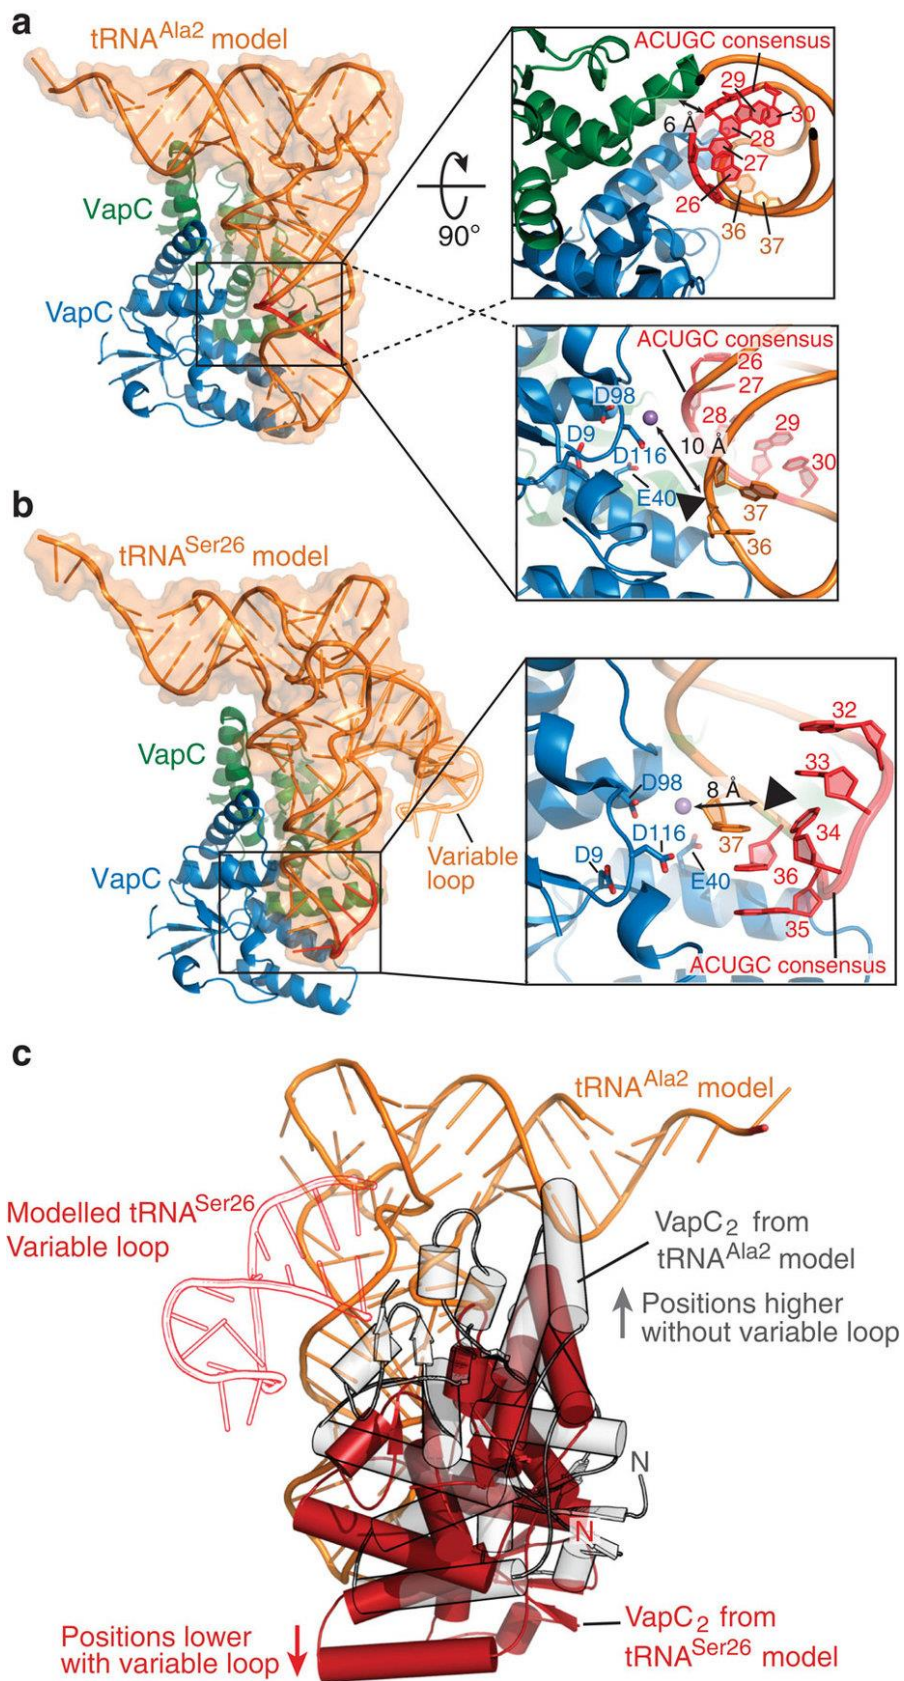 a
tRNA^Ala2 model
VapC
VapC
90°
ACUGC consensus
29
30
6 Å
28
27
26
36
37
ACUGC consensus
26
27
D98
28
29
D9
10 Å
D116
30
E40
37
36
b
tRNA^Ser26 model
VapC
VapC
Variable
loop
32
33
D98
8 Å
34
37
D116
D9
36
E40
35
ACUGC consensus
c
tRNA^Ala2 model
Modelled tRNA^Ser26
Variable loop
VapC₂ from
tRNA^Ala2 model
Positions higher
without variable loop
N
N
VapC₂ from
tRNA^Ser26 model
Positions lower
with variable loop